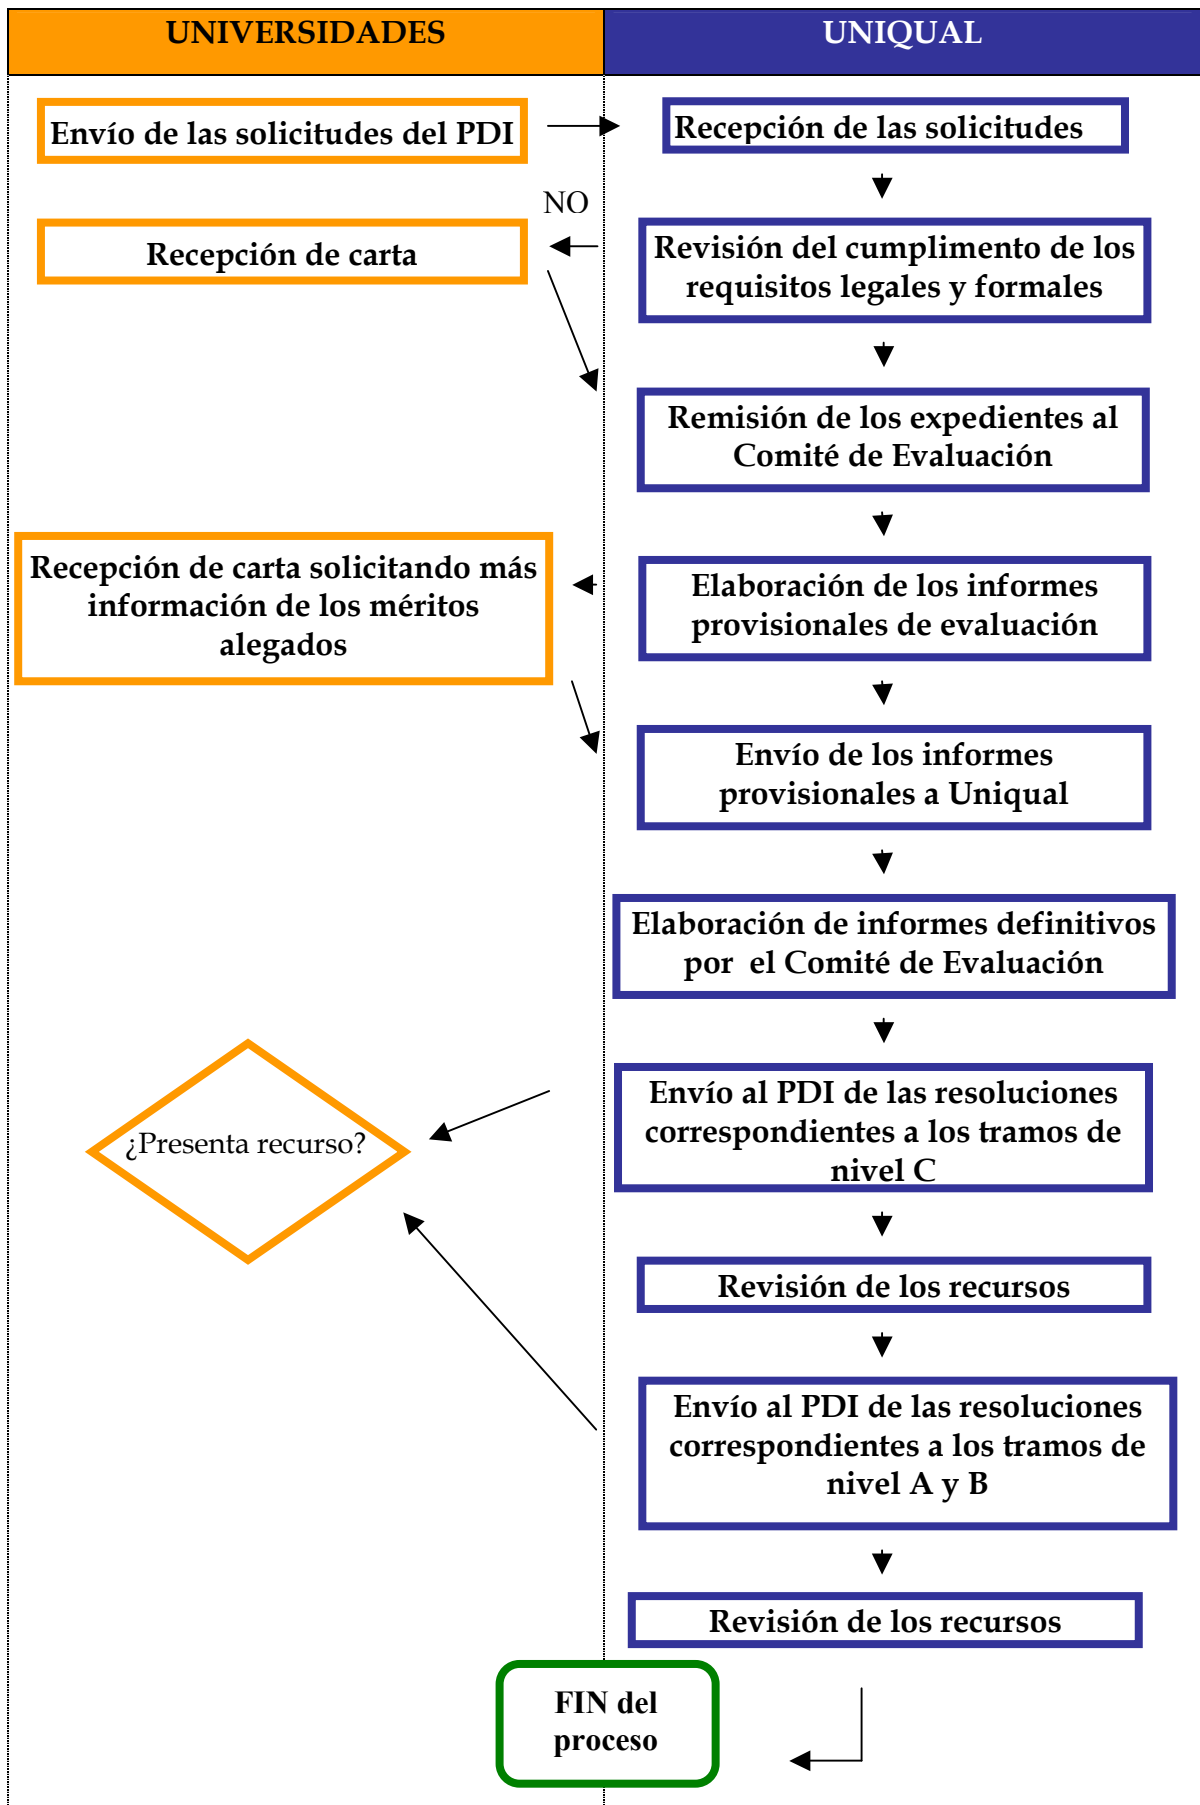 UNIVERSIDADES
UNIQUAL
Envío de las solicitudes del PDI
Recepción de las solicitudes
NO
Recepción de carta
Revisión del cumplimento de los
requisitos legales y formales
Remisión de los expedientes al
Comité de Evaluación
Recepción de carta solicitando más
información de los méritos
alegados
Elaboración de los informes
provisionales de evaluación
Envío de los informes
provisionales a Uniqual
Elaboración de informes definitivos
por el Comité de Evaluación
¿Presenta recurso?
Envío al PDI de las resoluciones
correspondientes a los tramos de
nivel C
Revisión de los recursos
Envío al PDI de las resoluciones
correspondientes a los tramos de
nivel A y B
Revisión de los recursos
FIN del
proceso